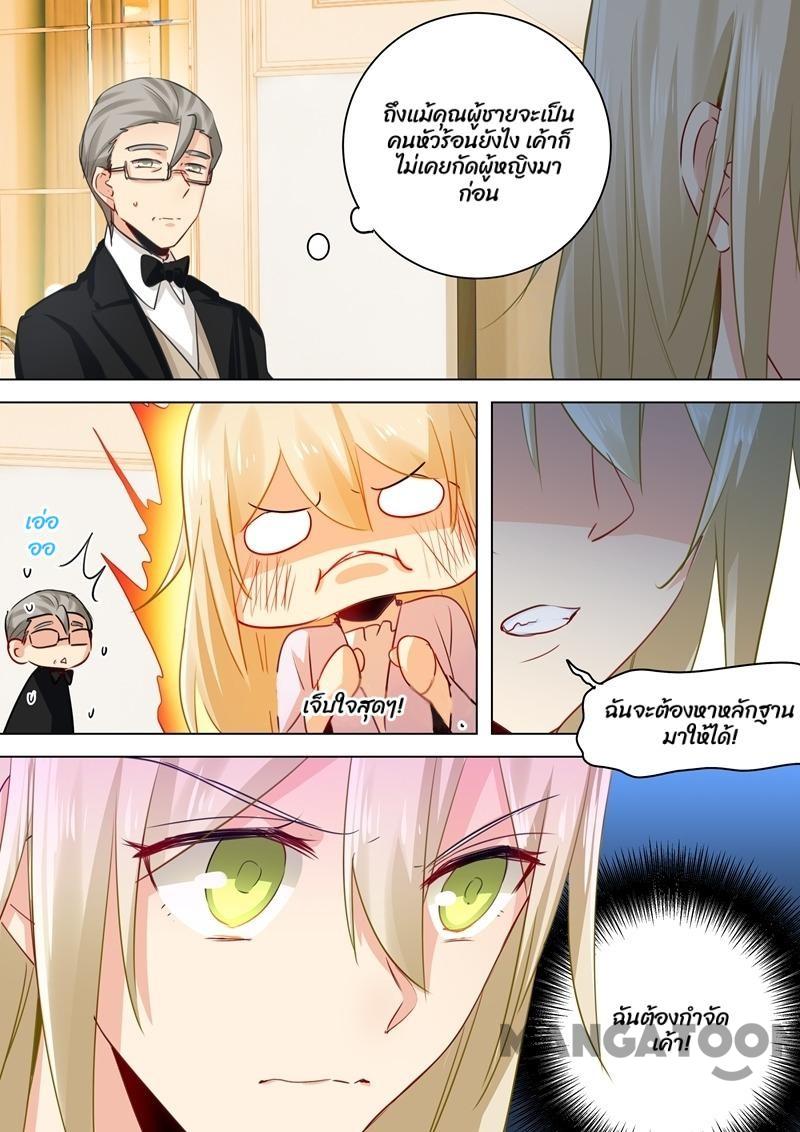 ถึงแม้คุณผู้ชายจะเป็น
คนหัวร้อนยังไง เค้าก็
ไม่เคยกัดผู้หญิงมา
ก่อน
เอ่อ
ออ
เจ็บใจสุดๆ!
ฉันจะต้องหาหลักฐาน
มาให้ได้!
ฉันต้องกำจัด
เค้า!
MANGATOON